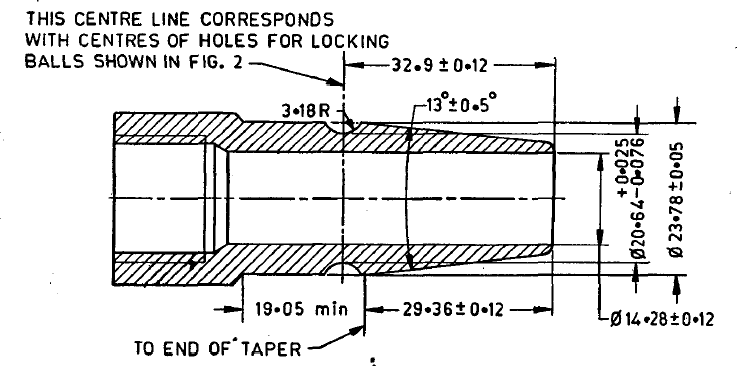 THIS CENTRE LINE CORRESPONDS
WITH CENTRES OF HOLES FOR LOCKING
BALLS SHOWN IN FIG. 2
32•9 ± 0•12
3•18R
13°±0•5°
+0•025
Ø20•64-0•076
Ø23•78±0•05
19•05 min
29•36±0•12
Ø14•28±0•12
TO END OF TAPER